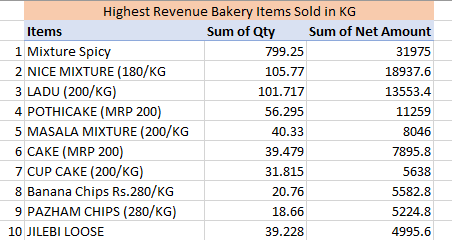 Highest Revenue Bakery Items Sold in KG
Items Sum of Qty Sum of Net Amount
1 Mixture Spicy 799.25 31975
2 NICE MIXTURE (180/KG 105.77 18937.6
3 LADU (200/KG) 101.717 13553.4
4 POTHICAKE (MRP 200) 56.295 11259
5 MASALA MIXTURE (200/KG 40.33 8046
6 CAKE (MRP 200) 39.479 7895.8
7 CUP CAKE (200/KG) 31.815 5638
8 Banana Chips Rs.280/KG 20.76 5582.8
9 PAZHAM CHIPS (280/KG) 18.66 5224.8
10 JILEBI LOOSE 39.228 4995.6